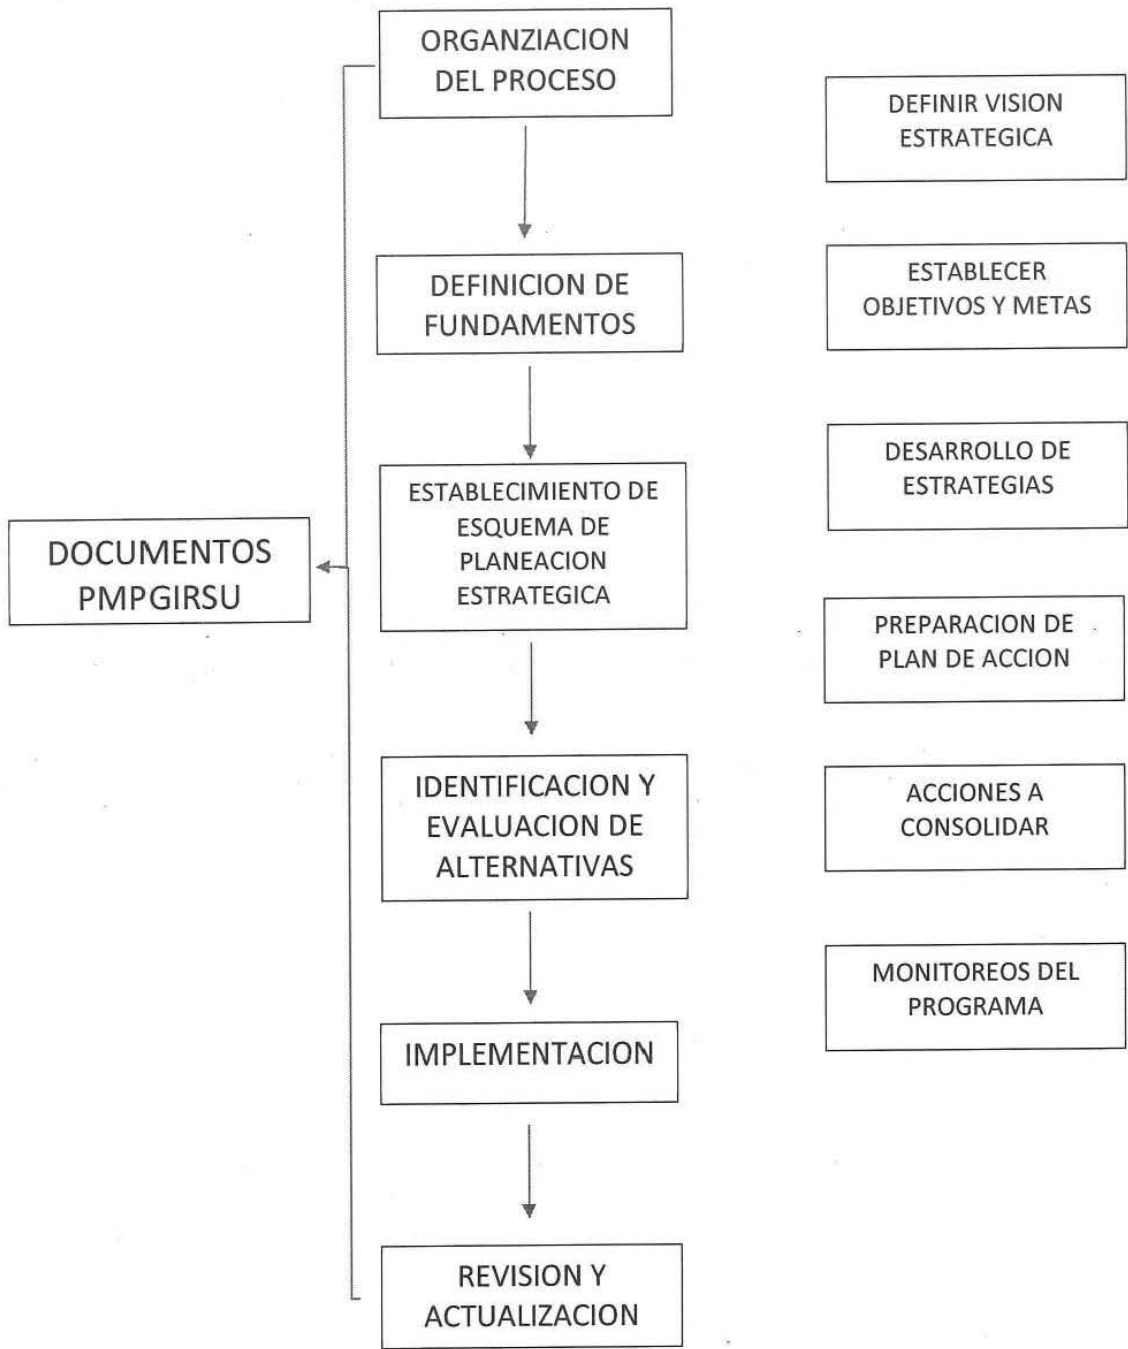 ORGANZIACION
DEL PROCESO
DEFINICION DE
FUNDAMENTOS
ESTABLECIMIENTO DE
ESQUEMA DE
PLANEACION
ESTRATEGICA
IDENTIFICACION Y
EVALUACION DE
ALTERNATIVAS
IMPLEMENTACION
REVISION Y
ACTUALIZACION
DOCUMENTOS
PMPGIRSU
DEFINIR VISION
ESTRATEGICA
ESTABLECER
OBJETIVOS Y METAS
DESARROLLO DE
ESTRATEGIAS
PREPARACION DE
PLAN DE ACCION
ACCIONES A
CONSOLIDAR
MONITOREOS DEL
PROGRAMA